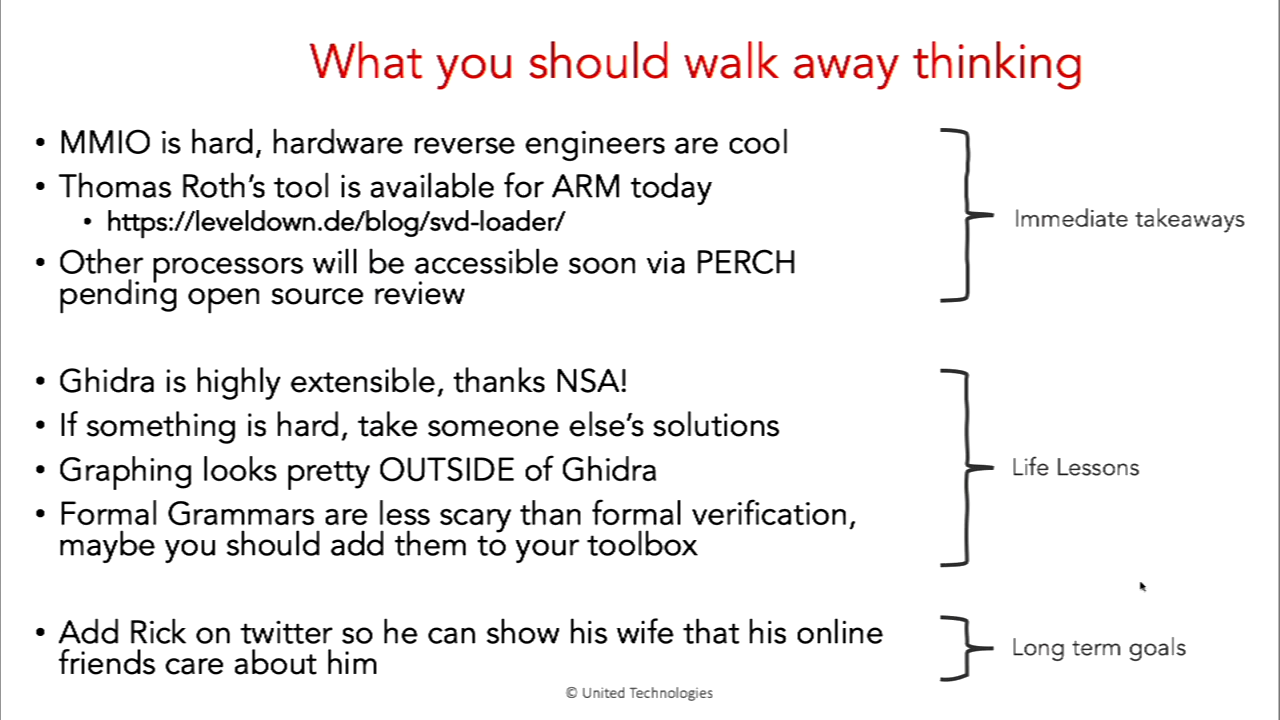 What you should walk away thinking
• MMIO is hard, hardware reverse engineers are cool
• Thomas Roth's tool is available for ARM today
• https://leveldown.de/blog/svd-loader/
• Other processors will be accessible soon via PERCH
pending open source review
Immediate takeaways
• Ghidra is highly extensible, thanks NSA!
• If something is hard, take someone else's solutions
• Graphing looks pretty OUTSIDE of Ghidra
• Formal Grammars are less scary than formal verification,
maybe you should add them to your toolbox
Life Lessons
• Add Rick on twitter so he can show his wife that his online
friends care about him
Long term goals
© United Technologies